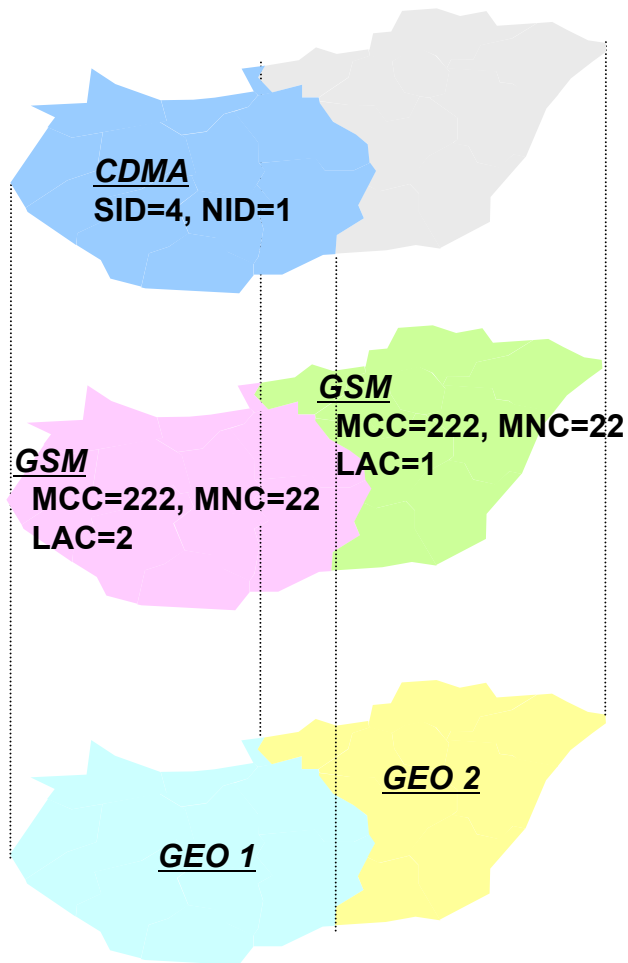 CDMA
SID=4, NID=1
GSM
MCC=222, MNC=22
LAC=1
GSM
MCC=222, MNC=22
LAC=2
GEO 2
GEO 1